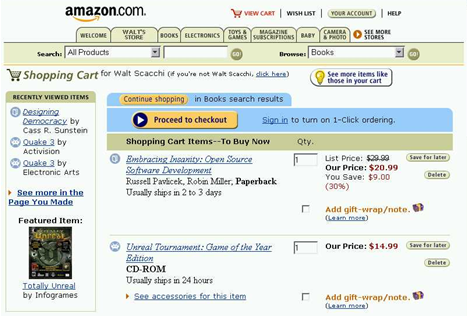 amazon.com.
VIEW CART | WISH LIST | YOUR ACCOUNT | HELP
WELCOME
WALT'S STORE
BOOKS
ELECTRONICS
TOYS & GAMES
MAGAZINE SUBSCRIPTIONS
BABY
CAMERA & PHOTO
SEE MORE STORES
Search: All Products GO! Browse: Books GO!
Shopping Cart for Walt Scacchi (if you're not Walt Scacchi, click here)
See more items like those in your cart
RECENTLY VIEWED ITEMS
Designing Democracy by Cass R. Sunstein
Quake 3 by Activision
Quake 3 by Electronic Arts
See more in the Page You Made
Featured Item:
Unreal
Totally Unreal
by Infogrames
Continue shopping in Books search results
Proceed to checkout
Sign in to turn on 1-Click ordering.
Shopping Cart Items--To Buy Now Qty.
Embracing Insanity: Open Source
Software Development
Russell Pavlicek, Robin Miller; Paperback
Usually ships in 2 to 3 days
1
List Price: $29.99
Our Price: $20.99
You Save: $9.00
(30%)
Save for later
Delete
Add gift-wrap/note.
(Learn more)
Unreal Tournament: Game of the Year
Edition
CD-ROM
Usually ships in 24 hours
See accessories for this item
1
Our Price: $14.99
Save for later
Delete
Add gift-wrap/note.
(Learn more)